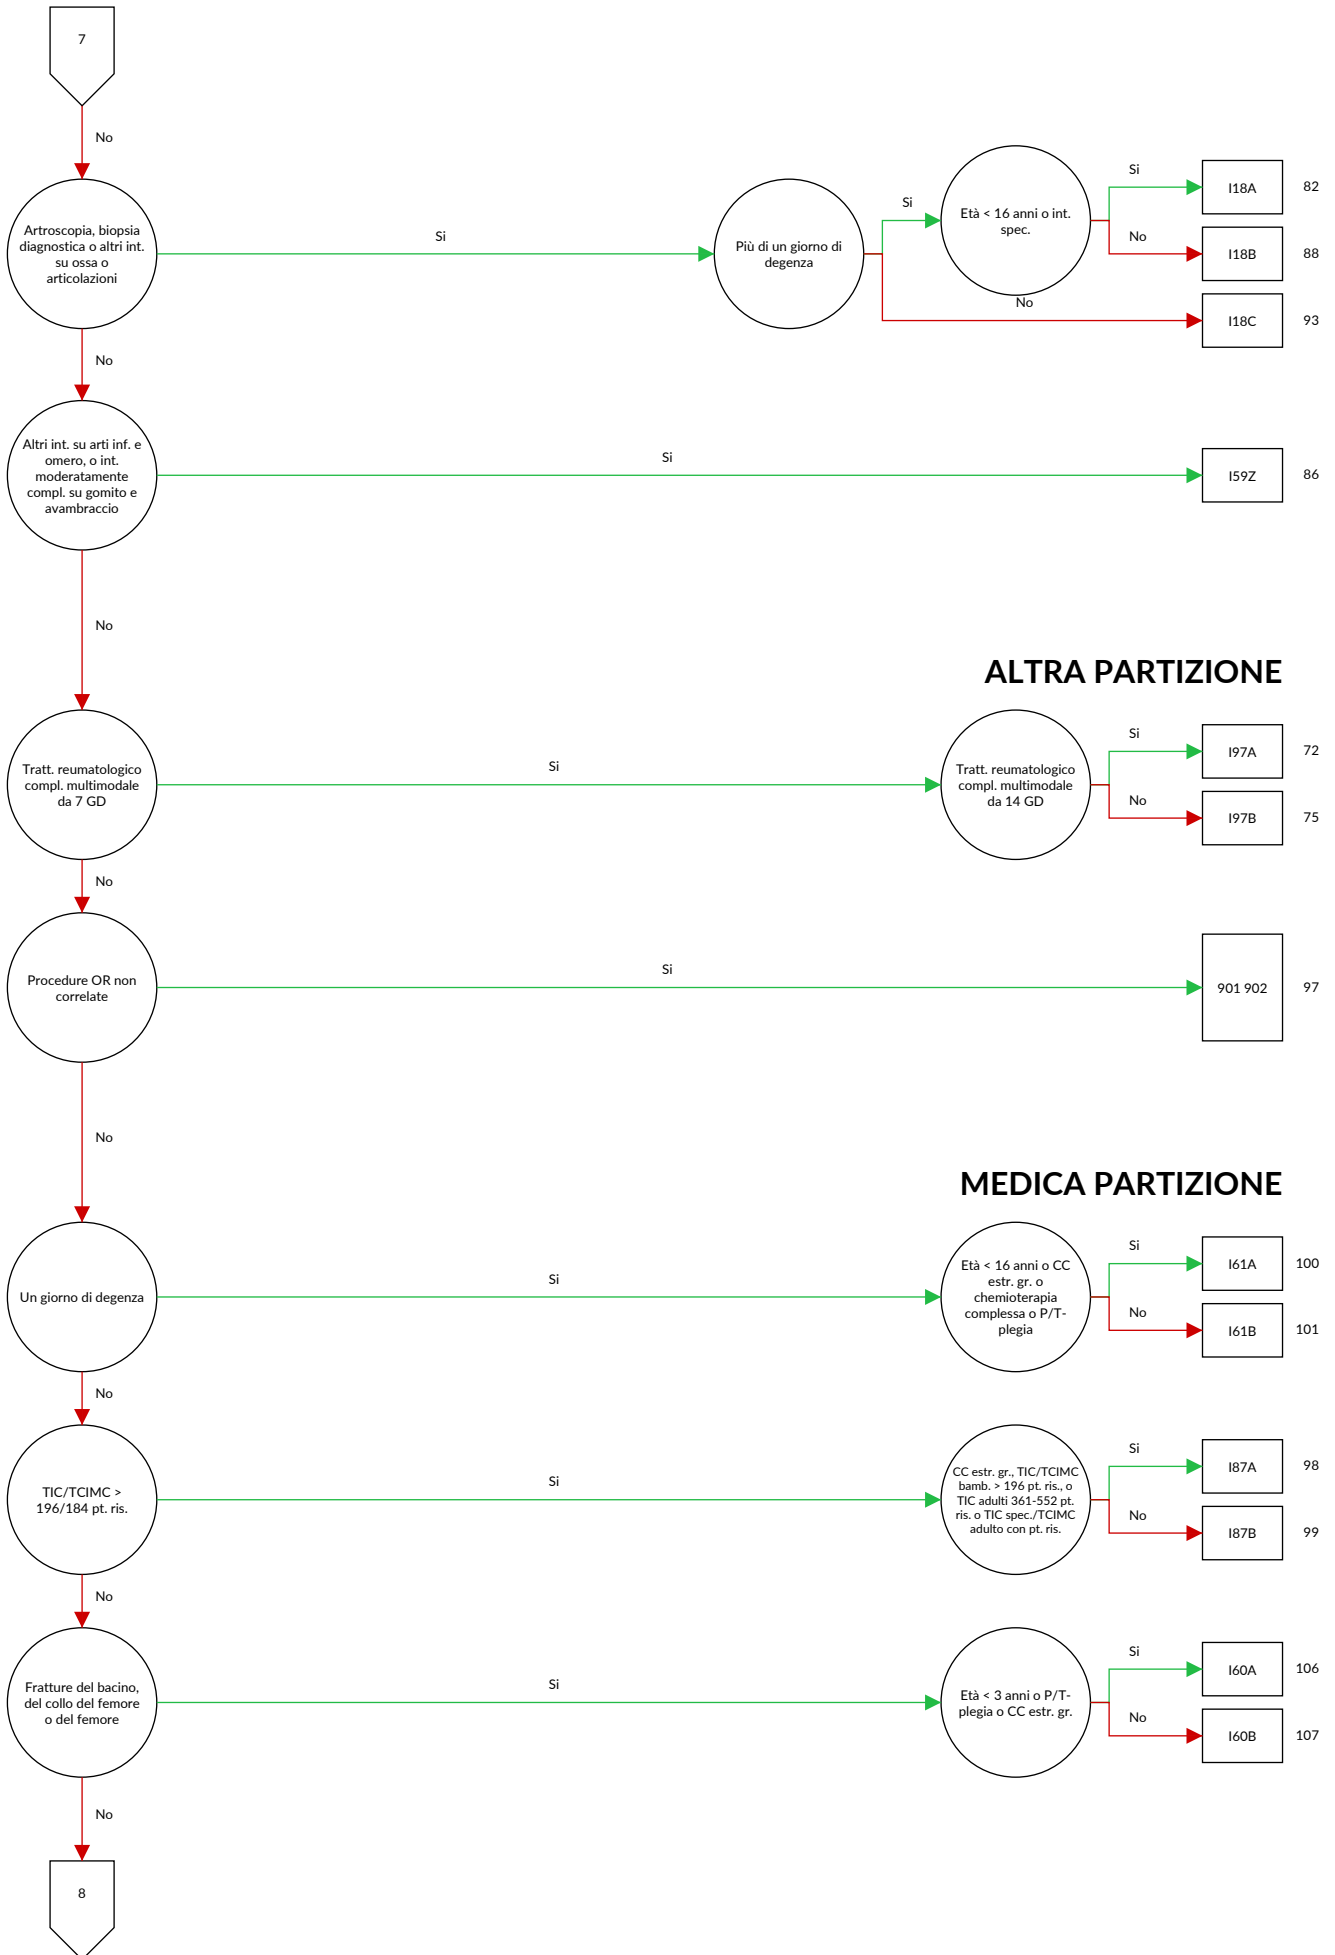 7
No
Artroscopia, biopsia
diagnostica o altri int.
su ossa o
articolazioni
Si
Più di un giorno di
degenza
Si
Età < 16 anni o int.
spec.
Si
I18A
82
No
I18B
88
No
I18C
93
No
Altri int. su arti inf. e
omero, o int.
moderatamente
compl. su gomito e
avambraccio
Si
I59Z
86
No
ALTRA PARTIZIONE
Tratt. reumatologico
compl. multimodale
da 7 GD
Si
Tratt. reumatologico
compl. multimodale
da 14 GD
Si
I97A
72
No
I97B
75
No
Procedure OR non
correlate
Si
901 902
97
No
MEDICA PARTIZIONE
Un giorno di degenza
Si
Età < 16 anni o CC
estr. gr. o
chemioterapia
complessa o P/T-
plegia
Si
I61A
100
No
I61B
101
No
TIC/TCIMC >
196/184 pt. ris.
Si
CC estr. gr., TIC/TCIMC
bamb. > 196 pt. ris., o
TIC adulti 361-552 pt.
ris. o TIC spec./TCIMC
adulto con pt. ris.
Si
I87A
98
No
I87B
99
No
Fratture del bacino,
del collo del femore
o del femore
Si
Età < 3 anni o P/T-
plegia o CC estr. gr.
Si
I60A
106
No
I60B
107
No
8